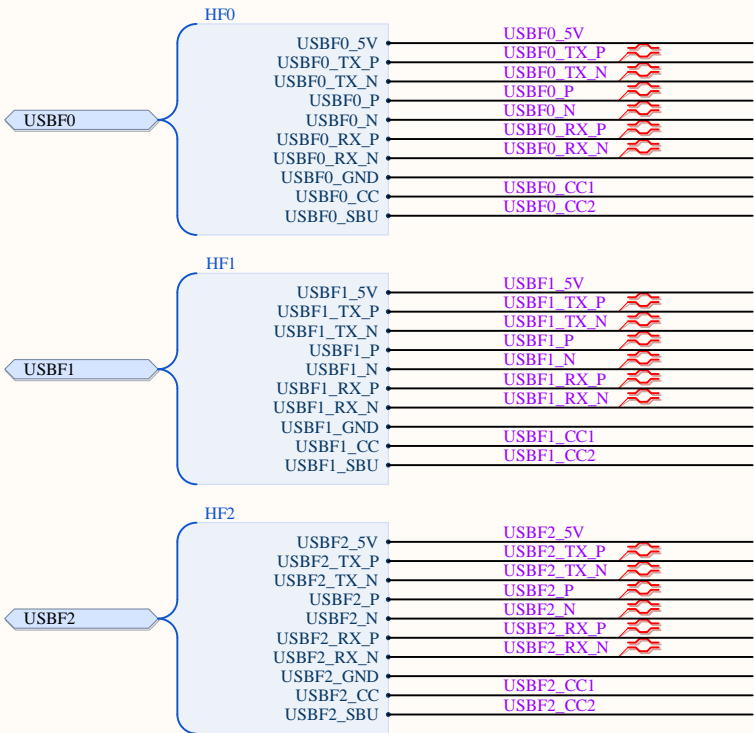 HF0
USBF0_5V USBF0_5V
USBF0_TX_P USBF0_TX_P
USBF0_TX_N USBF0_TX_N
USBF0_P USBF0_P
USBF0 USBF0_N USBF0_N
USBF0_RX_P USBF0_RX_P
USBF0_RX_N USBF0_RX_N
USBF0_GND
USBF0_CC USBF0_CC1
USBF0_SBU USBF0_CC2
HF1
USBF1_5V USBF1_5V
USBF1_TX_P USBF1_TX_P
USBF1_TX_N USBF1_TX_N
USBF1_P USBF1_P
USBF1 USBF1_N USBF1_N
USBF1_RX_P USBF1_RX_P
USBF1_RX_N USBF1_RX_N
USBF1_GND
USBF1_CC USBF1_CC1
USBF1_SBU USBF1_CC2
HF2
USBF2_5V USBF2_5V
USBF2_TX_P USBF2_TX_P
USBF2_TX_N USBF2_TX_N
USBF2_P USBF2_P
USBF2 USBF2_N USBF2_N
USBF2_RX_P USBF2_RX_P
USBF2_RX_N USBF2_RX_N
USBF2_GND
USBF2_CC USBF2_CC1
USBF2_SBU USBF2_CC2